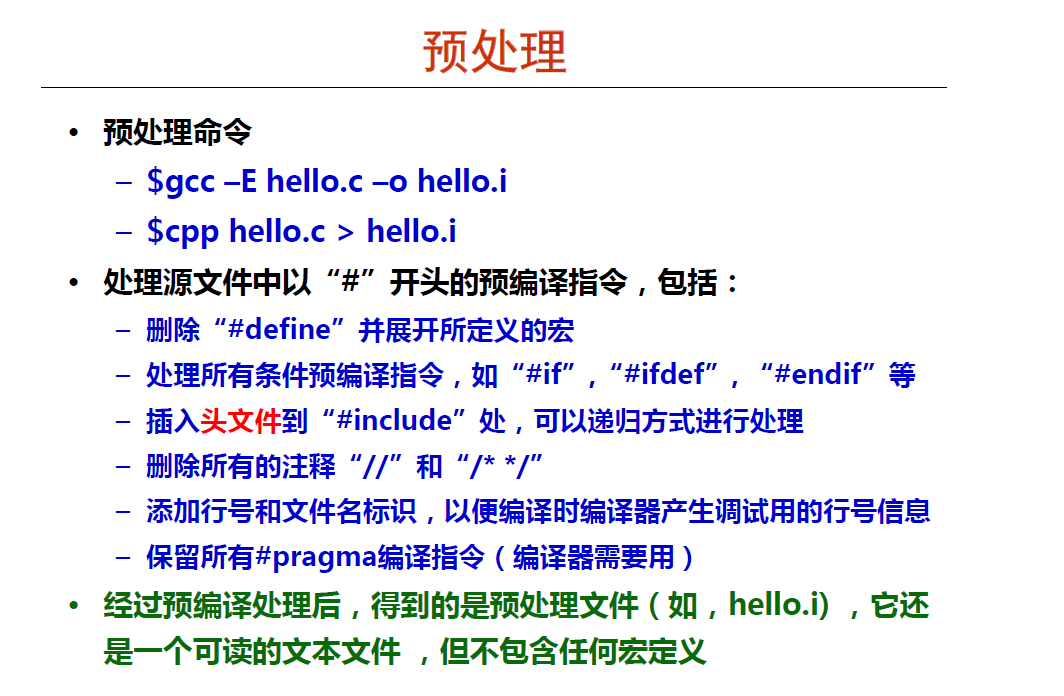 预处理
• 预处理命令
– $gcc –E hello.c –o hello.i
– $cpp hello.c > hello.i
• 处理源文件中以“#”开头的预编译指令，包括：
– 删除“#define”并展开所定义的宏
– 处理所有条件预编译指令，如“#if”,“#ifdef”, “#endif”等
– 插入头文件到“#include”处，可以递归方式进行处理
– 删除所有的注释“//”和“/* */”
– 添加行号和文件名标识，以便编译时编译器产生调试用的行号信息
– 保留所有#pragma编译指令（编译器需要用）
• 经过预编译处理后，得到的是预处理文件（如，hello.i) ，它还
是一个可读的文本文件 ，但不包含任何宏定义